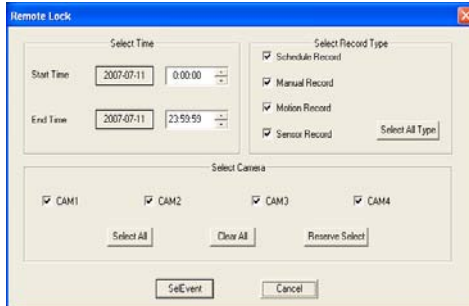 Remote Lock
Select Time
Start Time 2007-07-11 0:00:00
End Time 2007-07-11 23:59:59
Select Record Type
Schedule Record
Manual Record
Motion Record
Sensor Record
Select All Type
Select Camera
CAM1 CAM2 CAM3 CAM4
Select All Clear All Reserve Select
SelEvent Cancel